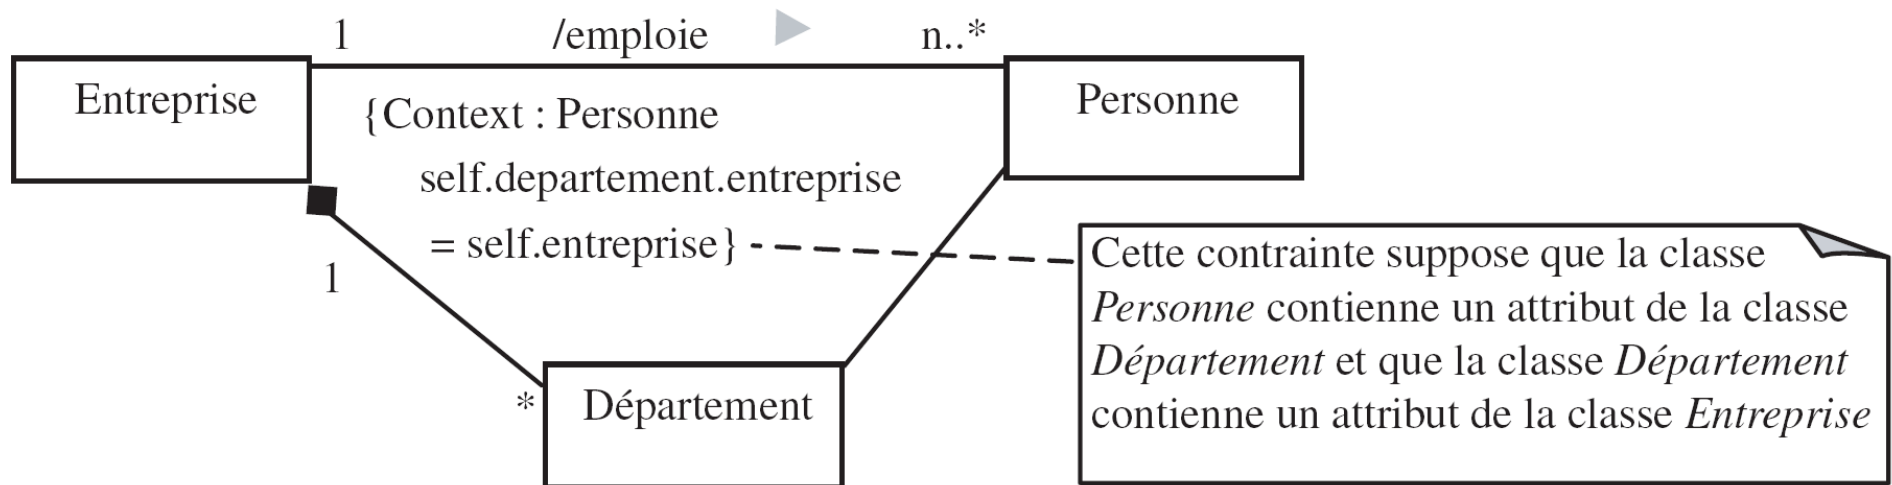 1 /emploie n..*
Entreprise
Personne
{Context : Personne
self.departement.entreprise
= self.entreprise}
1
Cette contrainte suppose que la classe
Personne contienne un attribut de la classe
Département et que la classe Département
contienne un attribut de la classe Entreprise
* Département